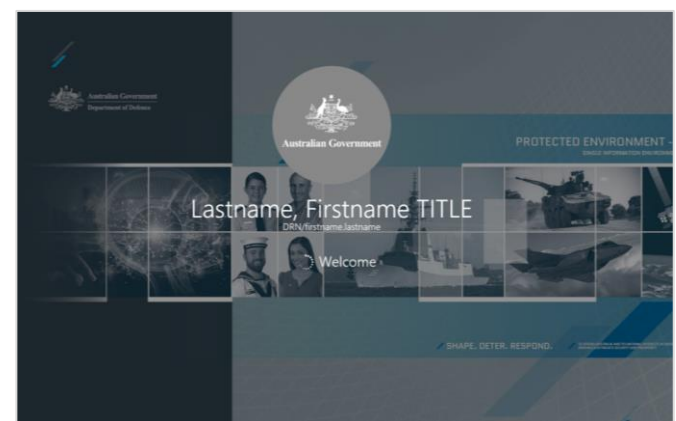 Australian Government
Department of Defence
Australian Government
PROTECTED ENVIRONMENT -
SINGLE INFORMATION ENVIRONM
Lastname, Firstname TITLE
DRN/firstname.lastname
Welcome
SHAPE. DETER. RESPOND.